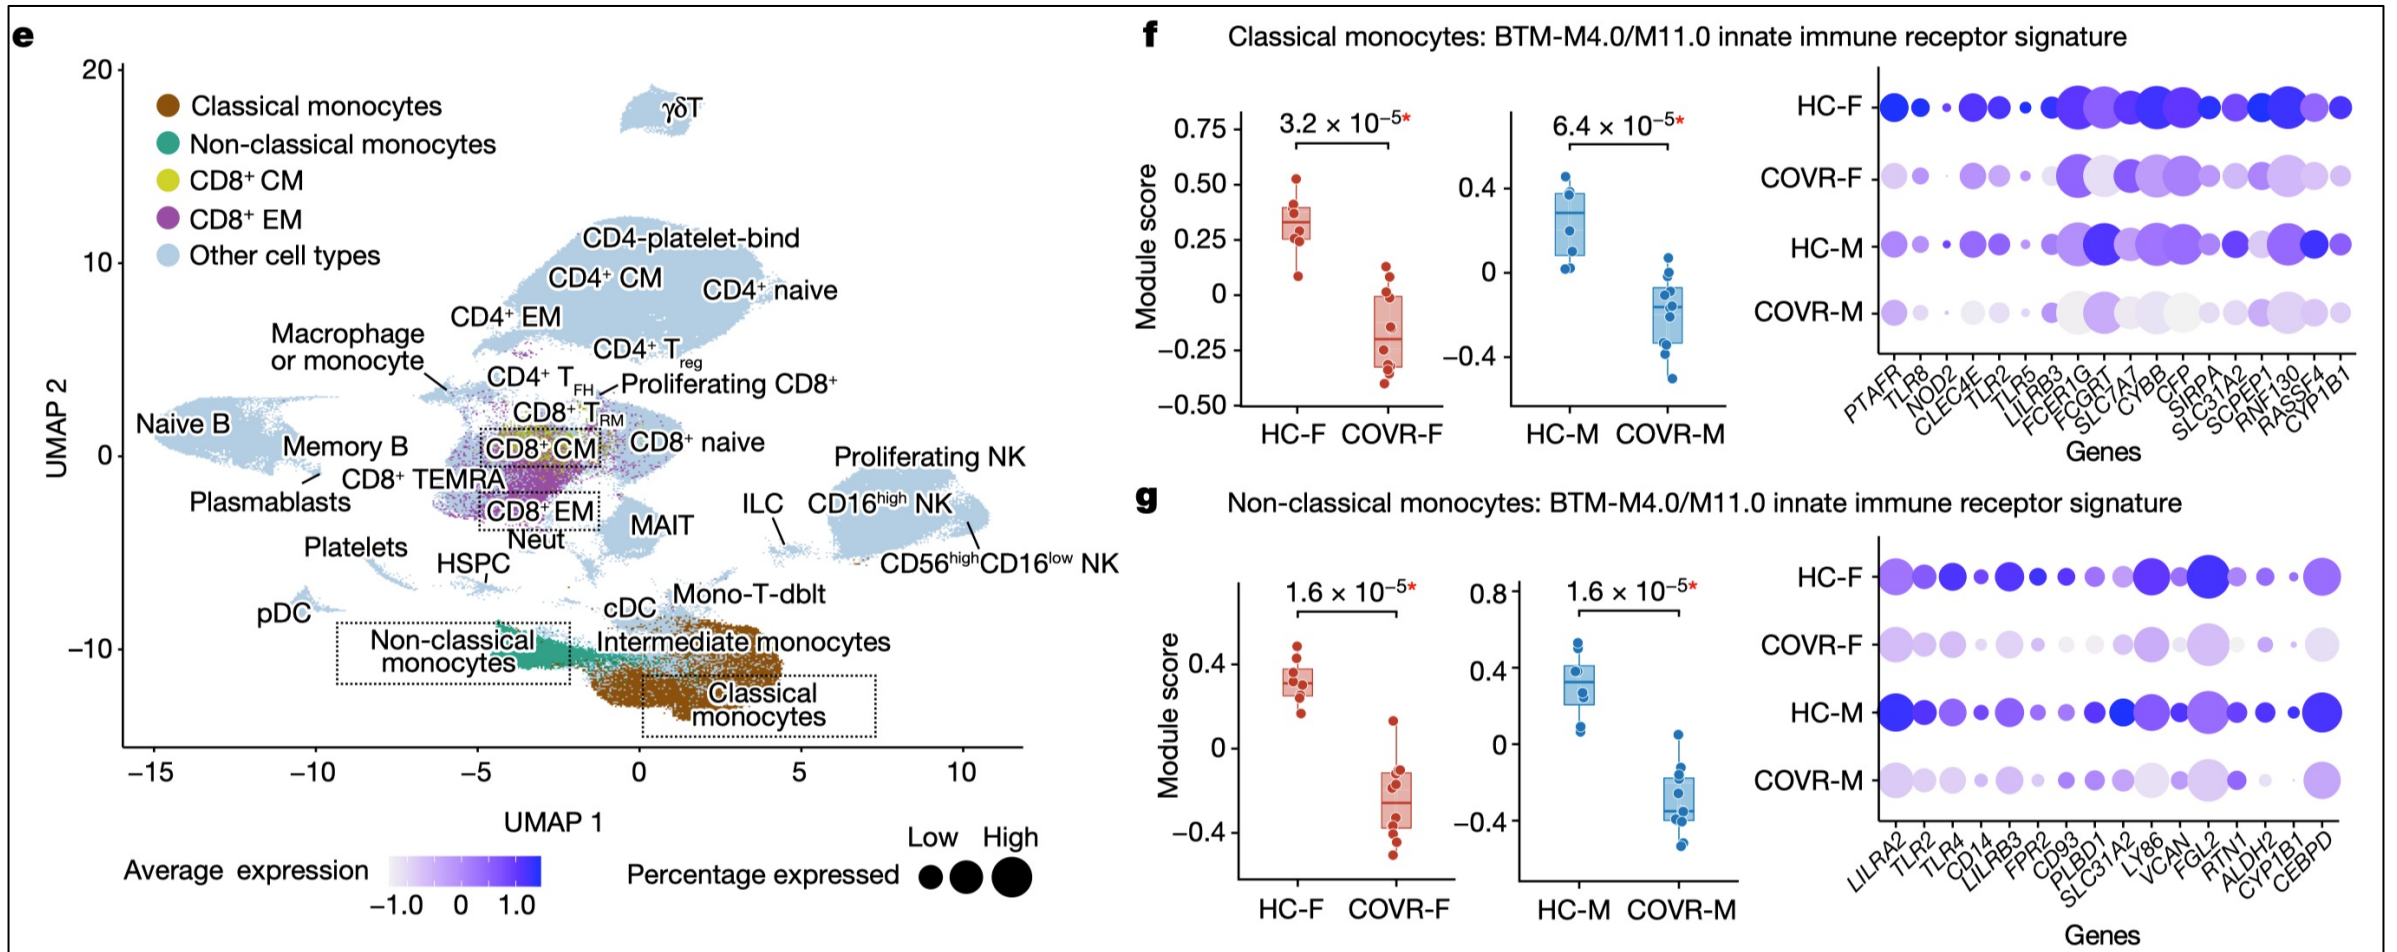 e
20
10
0
−10
UMAP 2
Classical monocytes
Non-classical monocytes
CD8⁺ CM
CD8⁺ EM
Other cell types
γδT
CD4-platelet-bind
CD4⁺ CM
CD4⁺ naive
CD4⁺ EM
Macrophage
or monocyte
CD4⁺ Treg
CD4⁺ TFH
Proliferating CD8⁺
CD8⁺ TRM
Naive B
Memory B
CD8⁺ CM
CD8⁺ naive
Plasmablasts
CD8⁺ TEMRA
CD8⁺ EM
Neut
MAIT
Proliferating NK
ILC
CD16high NK
CD56highCD16low NK
Platelets
HSPC
pDC
cDC
Mono-T-dblt
Non-classical
monocytes
Intermediate monocytes
Classical
monocytes
−15
−10
−5
0
5
10
UMAP 1
Average expression
−1.0
0
1.0
Percentage expressed
Low
High
f
Classical monocytes: BTM-M4.0/M11.0 innate immune receptor signature
Module score
0.75
0.50
0.25
0
−0.25
−0.50
3.2 × 10⁻⁵*
HC-F
COVR-F
0.4
0
−0.4
6.4 × 10⁻⁵*
HC-M
COVR-M
HC-F
COVR-F
HC-M
COVR-M
PTAFR
TLR8
NOD2
CLEC4E
TLR2
TLR5
LILRB3
FCER1G
FCGRT
SLC7A7
CYBB
CFP
SIRPA
SLC31A2
SCPEP1
RNF130
RASSF4
CYP1B1
Genes
g
Non-classical monocytes: BTM-M4.0/M11.0 innate immune receptor signature
Module score
0.4
0
−0.4
1.6 × 10⁻⁵*
HC-F
COVR-F
0.8
0.4
0
−0.4
1.6 × 10⁻⁵*
HC-M
COVR-M
HC-F
COVR-F
HC-M
COVR-M
LILRA2
TLR2
TLR4
CD14
LILRB3
FPR2
CD93
PLBD1
SLC31A2
LY86
VCAN
FGL2
RTN1
ALDH2
CYP1B1
CEBPD
Genes